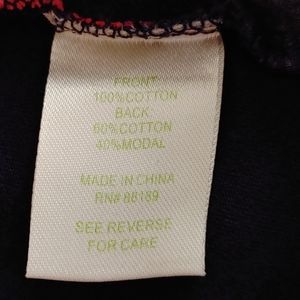 FRONT:
100%COTTON
BACK:
60%COTTON
40%MODAL
MADE IN CHINA
RN# 86189
SEE REVERSE
FOR CARE